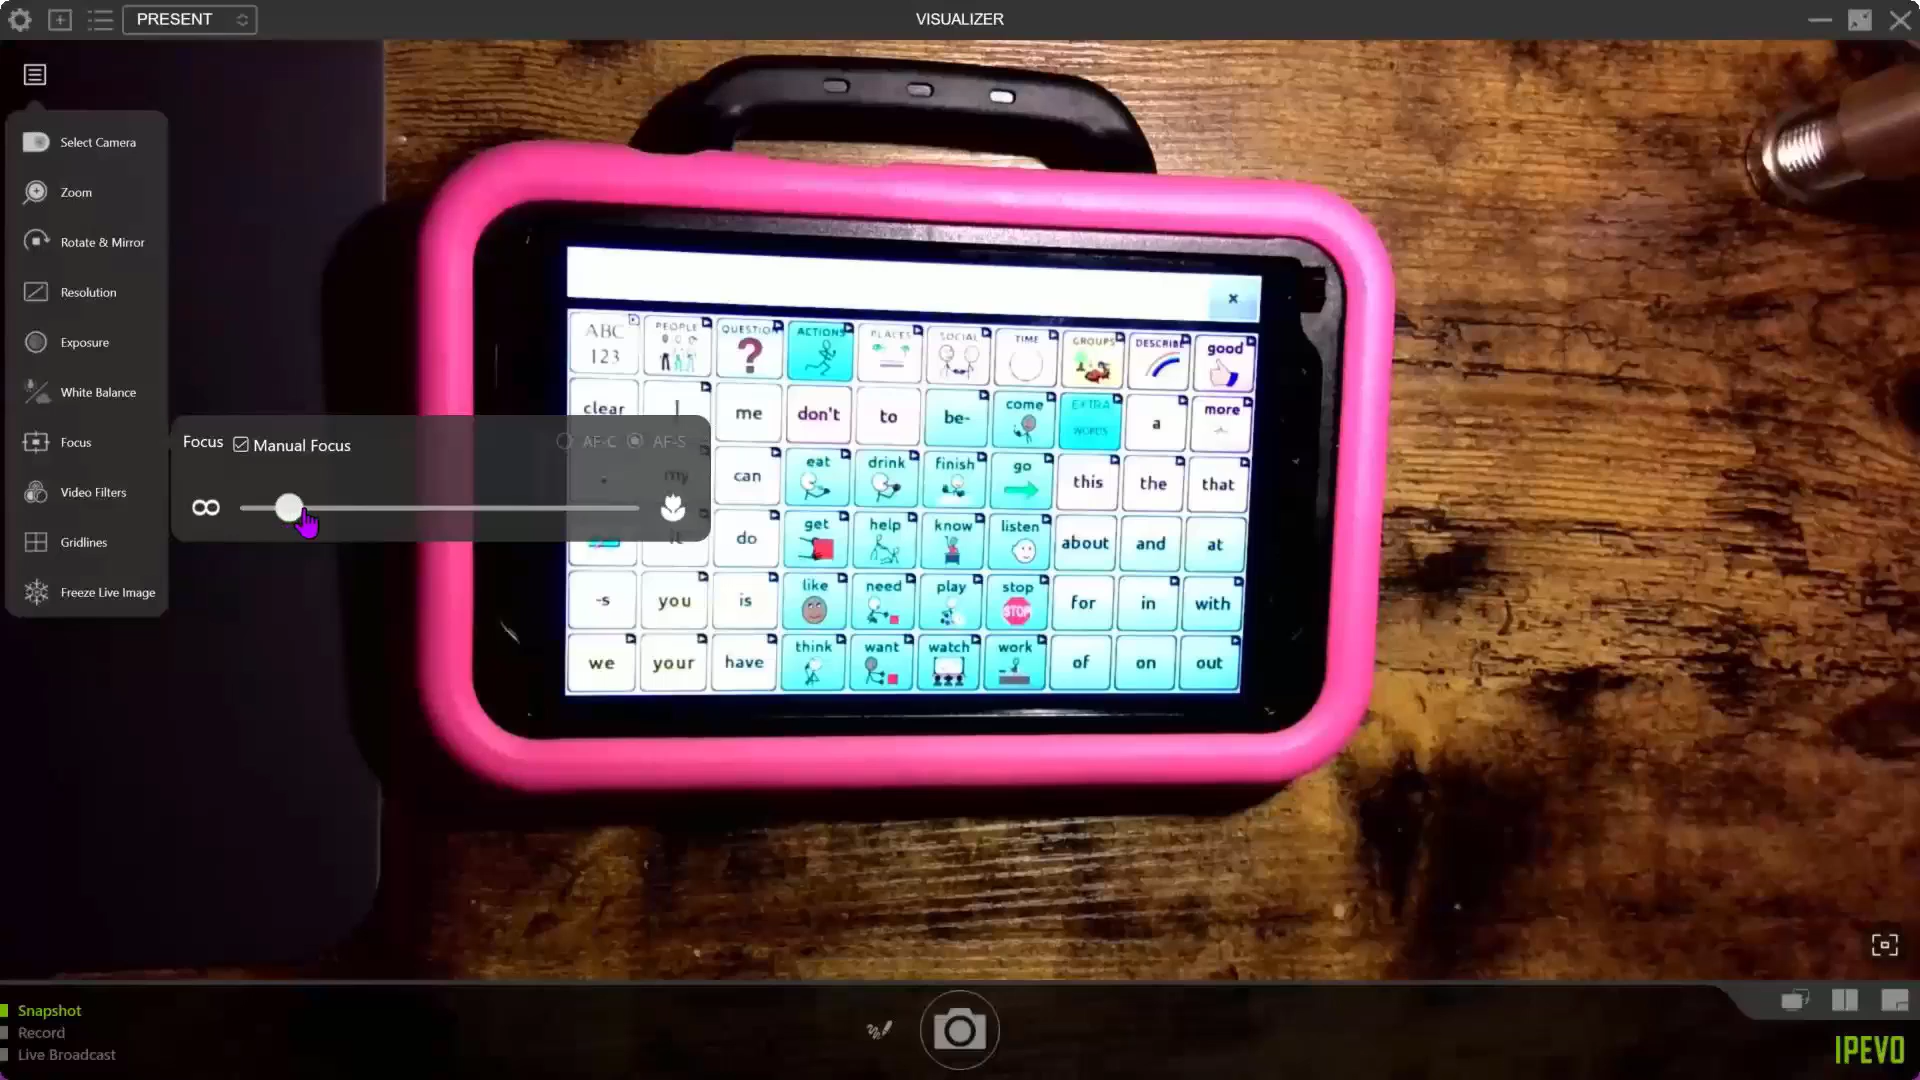 PRESENT
VISUALIZER
Select Camera
Zoom
Rotate & Mirror
Resolution
Exposure
White Balance
Focus
Video Filters
Gridlines
Freeze Live Image
Focus Manual Focus AF-C AF-S
×
ABC 123 PEOPLE QUESTION ACTIONS PLACES SOCIAL TIME GROUPS DESCRIBE good
clear I me don't to be- come EXTRA WORDS a more
my can eat drink finish go this the that
it do get help know listen about and at
-s you is like need play stop STOP for in with
we your have think want watch work of on out
Snapshot
Record
Live Broadcast
IPEVO